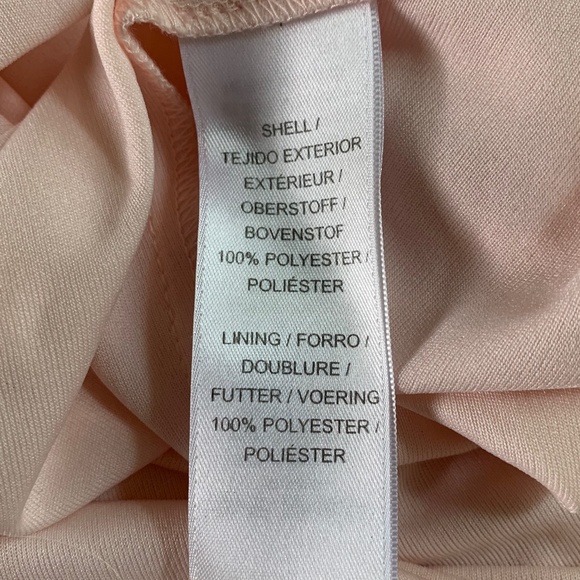 SHELL /
TEJIDO EXTERIOR
EXTÉRIEUR /
OBERSTOFF /
BOVENSTOF
100% POLYESTER /
POLIÉSTER
LINING / FORRO /
DOUBLURE /
FUTTER / VOERING
100% POLYESTER /
POLIÉSTER